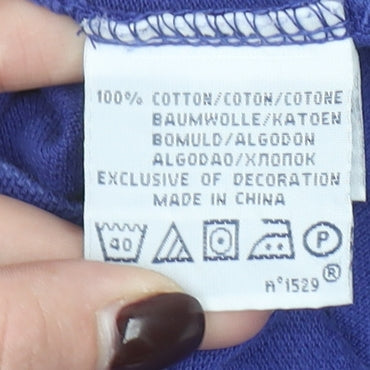 100% COTTON/COTON/COTONE
BAUMWOLLE/KATOEN
BOMULD/ALGODON
ALGODAO/ХЛОПОК
EXCLUSIVE OF DECORATION
MADE IN CHINA
40 P
®
A°1529